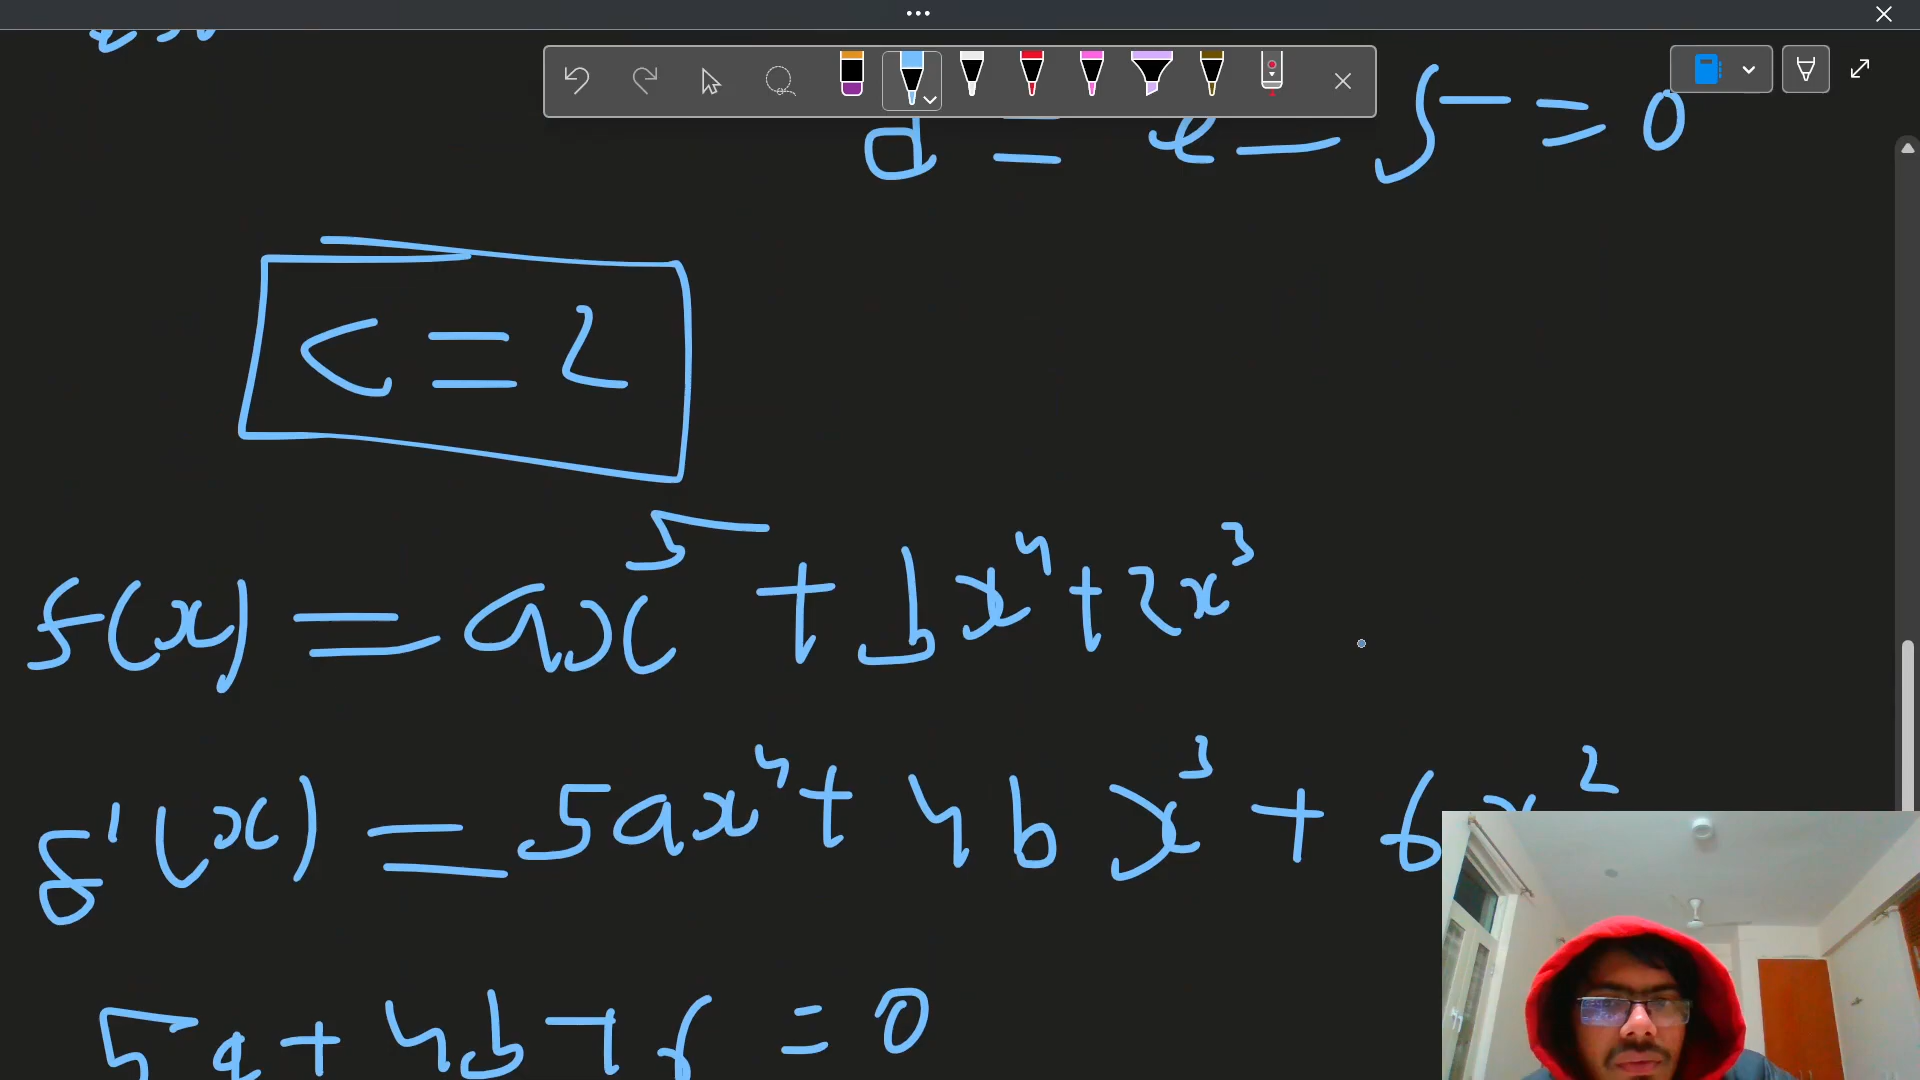 d = e = f = 0
c = 2
f(x) = ax⁵ + bx⁴ + 2x³
f'(x) = 5ax⁴ + 4bx³ + 6x²
5a + 4b + 6 = 0